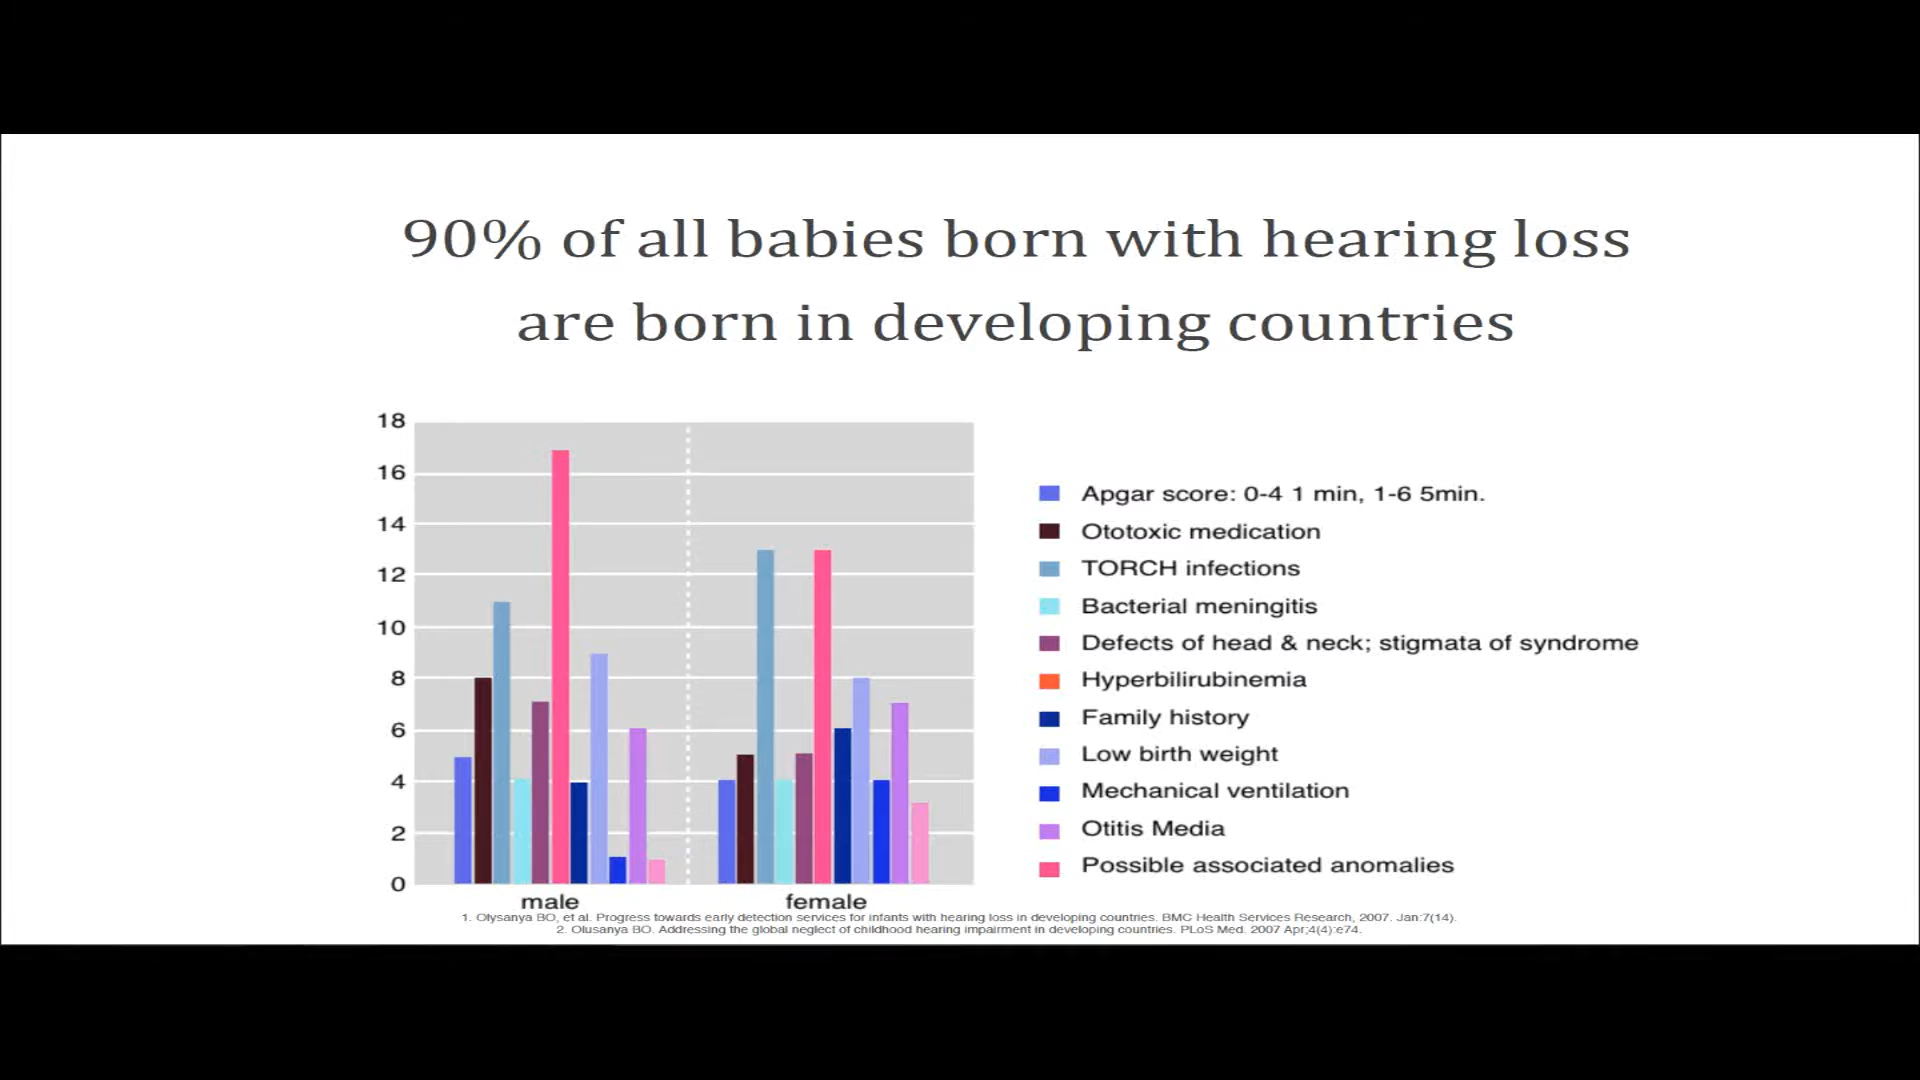 90% of all babies born with hearing loss
are born in developing countries
18
16
14
12
10
8
6
4
2
0
male
female
Apgar score: 0-4 1 min, 1-6 5min.
Ototoxic medication
TORCH infections
Bacterial meningitis
Defects of head & neck; stigmata of syndrome
Hyperbilirubinemia
Family history
Low birth weight
Mechanical ventilation
Otitis Media
Possible associated anomalies
1. Olysanya BO, et al. Progress towards early detection services for infants with hearing loss in developing countries. BMC Health Services Research, 2007. Jan:7(14).
2. Olusanya BO. Addressing the global neglect of childhood hearing impairment in developing countries. PLoS Med. 2007 Apr;4(4):e74.